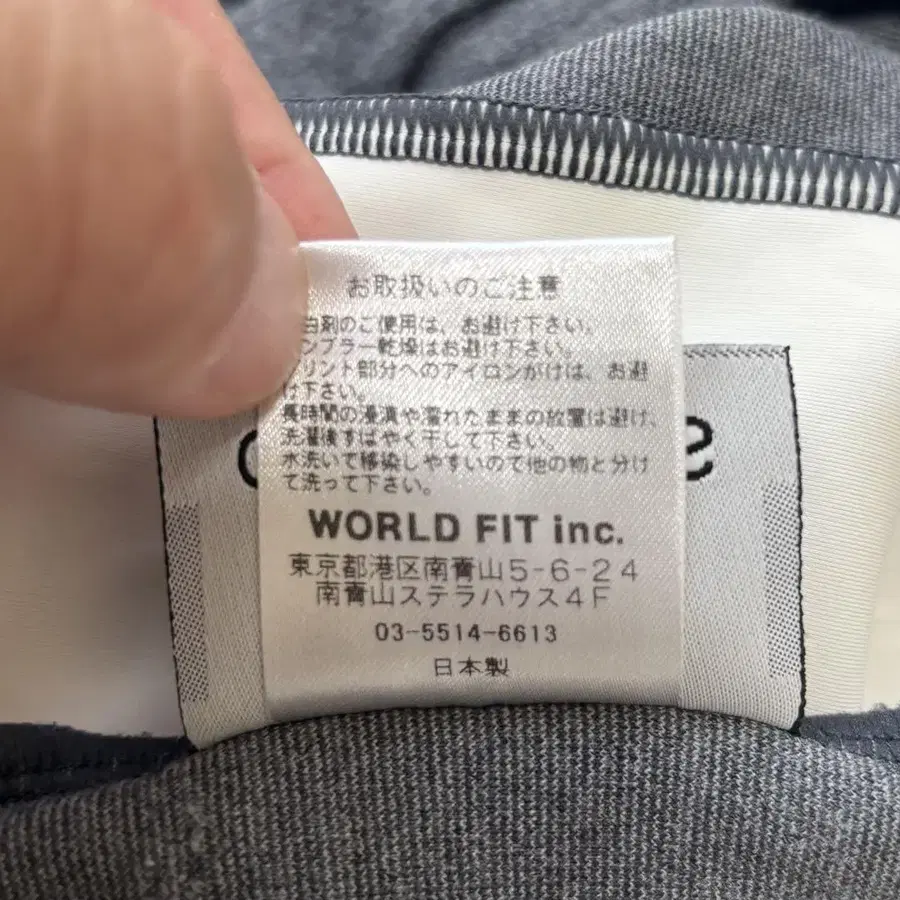 お取扱いのご注意
白剤のご使用は、お避け下さい。
ンブラー乾燥はお避け下さい。
リント部分へのアイロンがけは、お避
け下さい。
長時間の浸漬や濡れたままの放置は避け、
洗濯後すばやく干して下さい。
水洗いで移染しやすいので他の物と分け
て洗って下さい。
WORLD FIT inc.
東京都港区南青山5-6-24
南青山ステラハウス4F
03-5514-6613
日本製